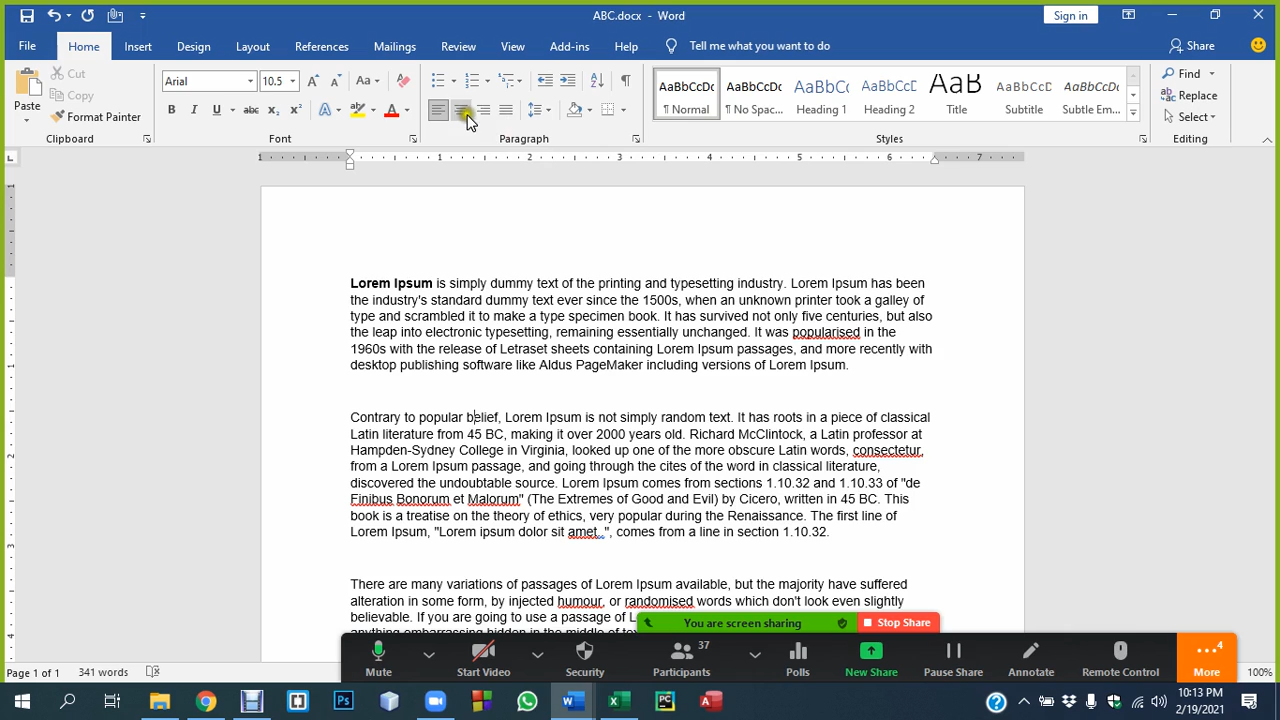 ABC.docx - Word
Sign in
File Home Insert Design Layout References Mailings Review View Add-ins Help Tell me what you want to do Share
Paste
Cut
Copy
Format Painter
Clipboard
Arial 10.5
Font
Paragraph
AaBbCcDc AaBbCcDc AaBbCc AaBbCc AaB AaBbCcD AaBbCcDc
¶ Normal ¶ No Spac... Heading 1 Heading 2 Title Subtitle Subtle Em...
Styles
Find
Replace
Select
Editing
1 1 2 3 4 5 6 7
Lorem Ipsum is simply dummy text of the printing and typesetting industry. Lorem Ipsum has been
the industry's standard dummy text ever since the 1500s, when an unknown printer took a galley of
type and scrambled it to make a type specimen book. It has survived not only five centuries, but also
the leap into electronic typesetting, remaining essentially unchanged. It was popularised in the
1960s with the release of Letraset sheets containing Lorem Ipsum passages, and more recently with
desktop publishing software like Aldus PageMaker including versions of Lorem Ipsum.
Contrary to popular belief, Lorem Ipsum is not simply random text. It has roots in a piece of classical
Latin literature from 45 BC, making it over 2000 years old. Richard McClintock, a Latin professor at
Hampden-Sydney College in Virginia, looked up one of the more obscure Latin words, consectetur,
from a Lorem Ipsum passage, and going through the cites of the word in classical literature,
discovered the undoubtable source. Lorem Ipsum comes from sections 1.10.32 and 1.10.33 of "de
Finibus Bonorum et Malorum" (The Extremes of Good and Evil) by Cicero, written in 45 BC. This
book is a treatise on the theory of ethics, very popular during the Renaissance. The first line of
Lorem Ipsum, "Lorem ipsum dolor sit amet..", comes from a line in section 1.10.32.
There are many variations of passages of Lorem Ipsum available, but the majority have suffered
alteration in some form, by injected humour, or randomised words which don't look even slightly
believable. If you are going to use a passage of L
anything embarrassing hidden in the middle of tex
You are screen sharing Stop Share
37 4
Mute Start Video Security Participants Polls New Share Pause Share Annotate Remote Control More
Page 1 of 1 341 words 100%
10:13 PM
2/19/2021